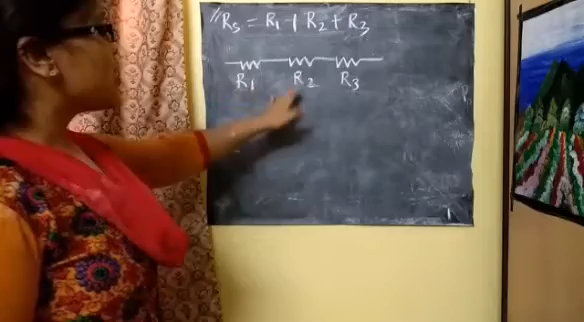 Rs = R1 + R2 + R3
R1 R2 R3